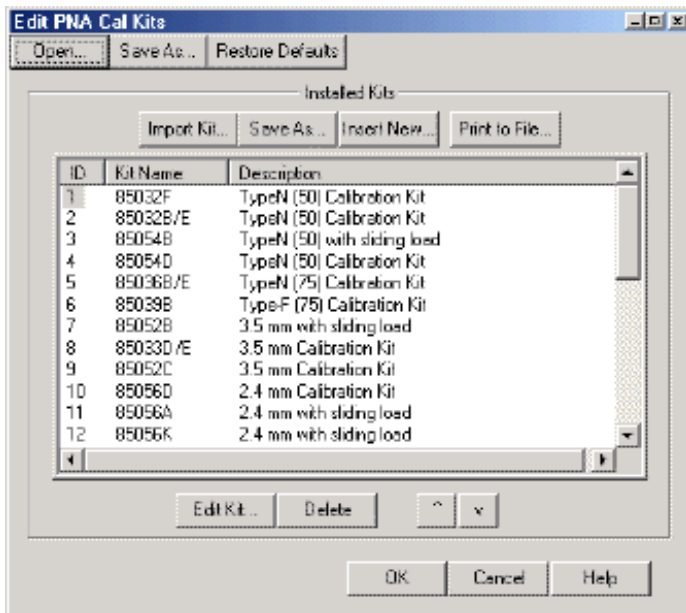 Edit PNA Cal Kits
Open... Save As... Restore Defaults
Installed Kits
Import Kit... Save As... Insert New... Print to File...
ID Kit Name Description
1 85032F TypeN (50) Calibration Kit
2 85032B/E TypeN (50) Calibration Kit
3 85054B TypeN (50) with sliding load
4 85054D TypeN (50) Calibration Kit
5 85036B/E TypeN (75) Calibration Kit
6 85039B Type-F (75) Calibration Kit
7 85052B 3.5 mm with sliding load
8 85033D/E 3.5 mm Calibration Kit
9 85052C 3.5 mm Calibration Kit
10 85056D 2.4 mm Calibration Kit
11 85056A 2.4 mm with sliding load
12 85056K 2.4 mm with sliding load
Edit Kit... Delete ^ v
OK Cancel Help